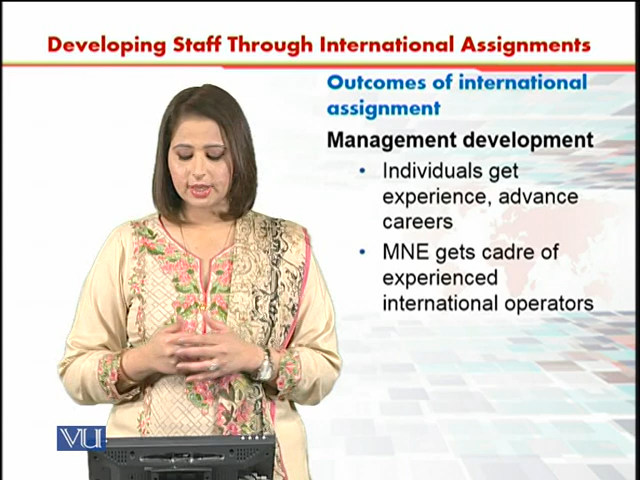 Developing Staff Through International Assignments
Outcomes of international
assignment
Management development
• Individuals get
experience, advance
careers
• MNE gets cadre of
experienced
international operators
VU